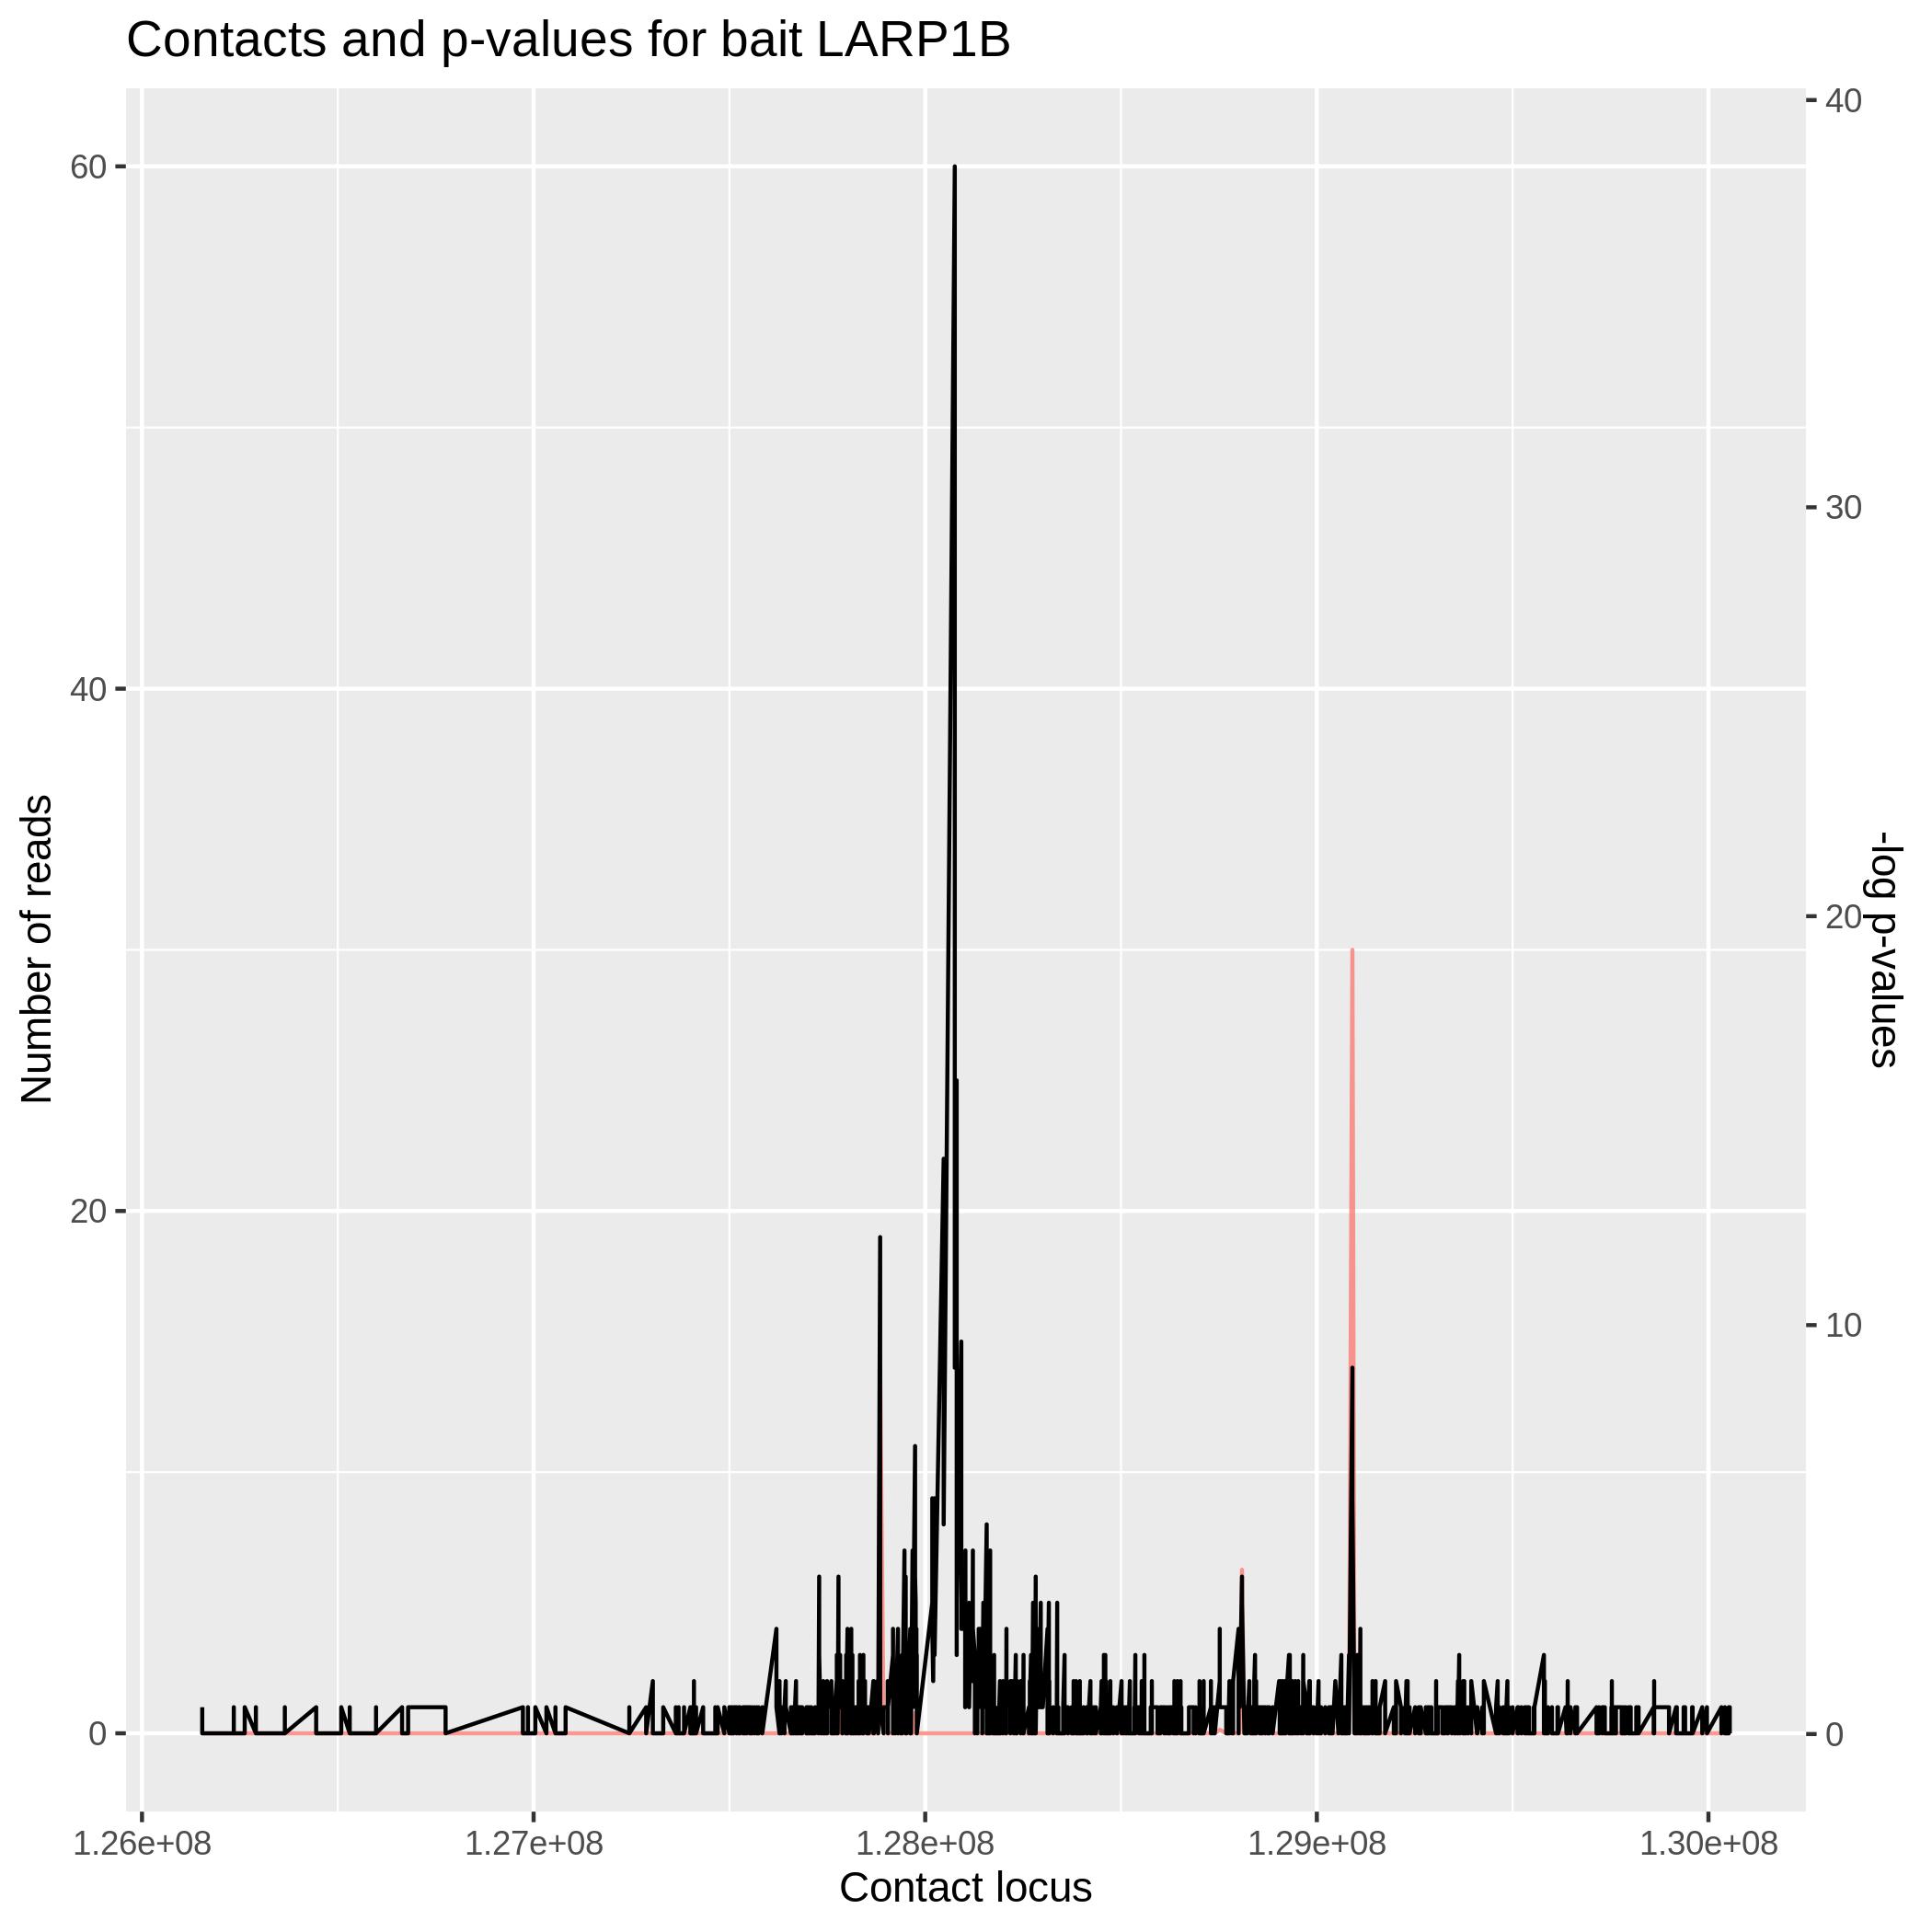 Contacts and p-values for bait LARP1B
Number of reads
60
40
20
0
40
30
20
10
0
-log p-values
1.26e+08
1.27e+08
1.28e+08
1.29e+08
1.30e+08
Contact locus